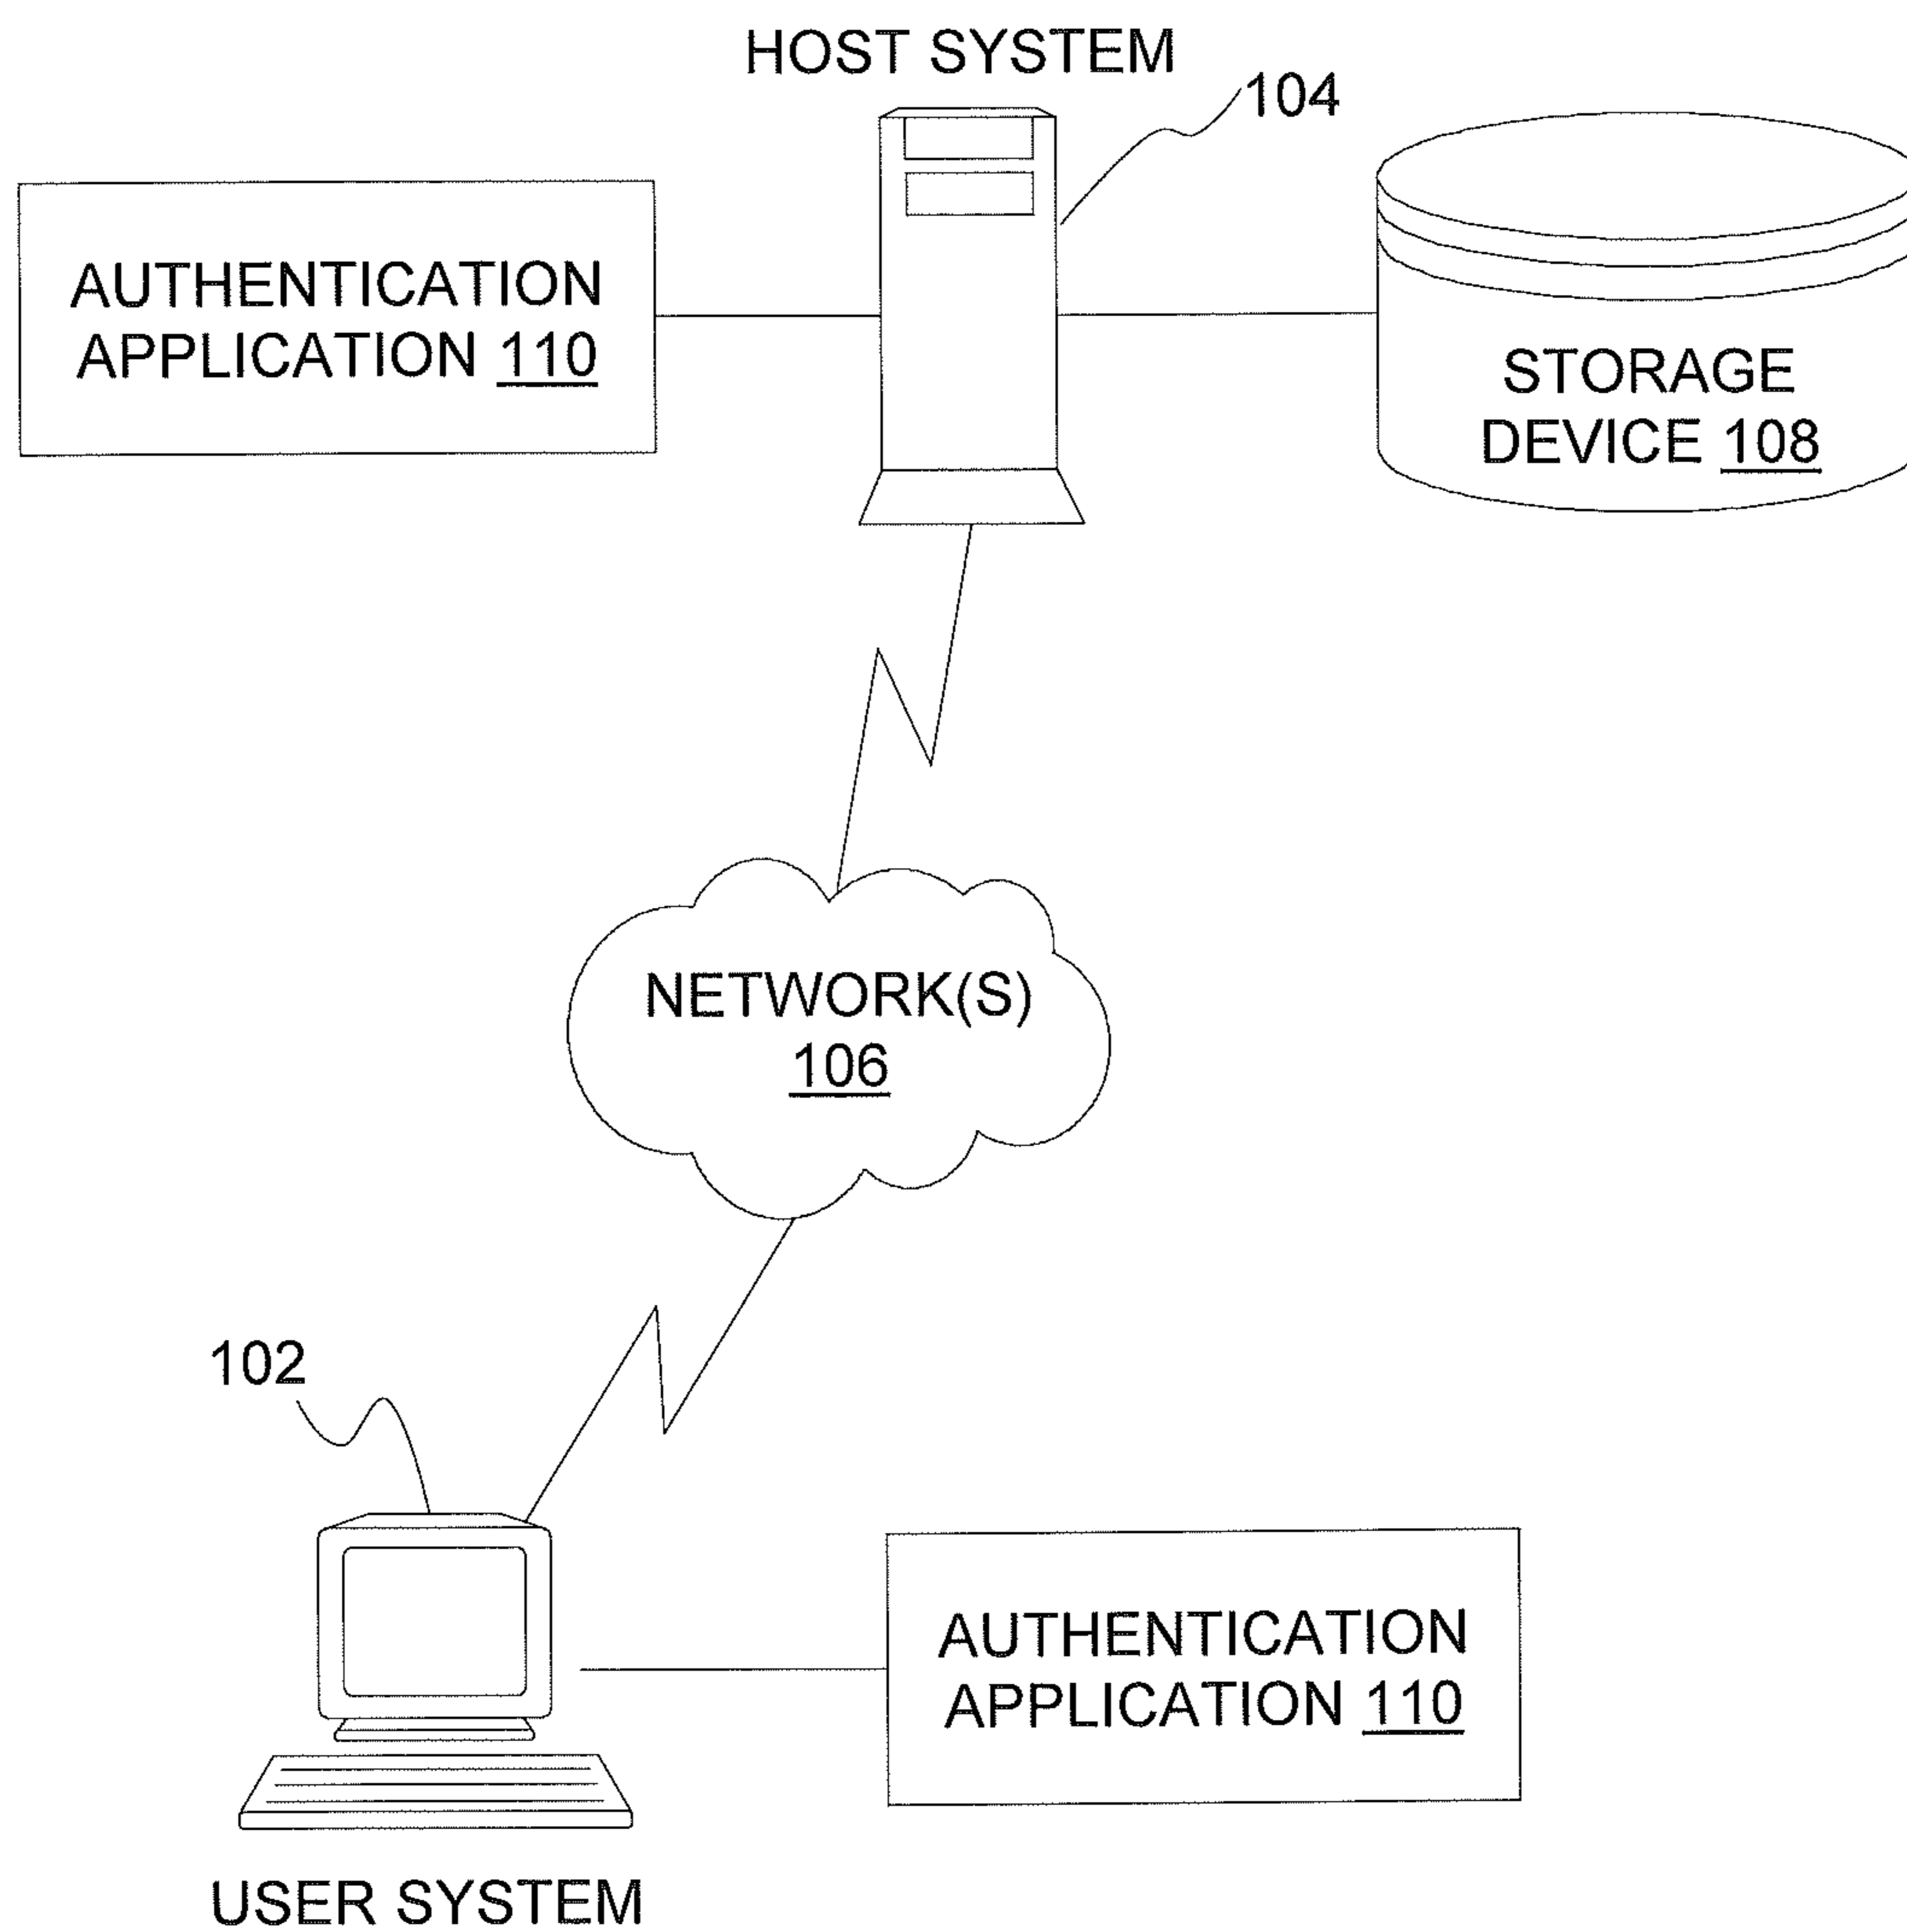 HOST SYSTEM
104
AUTHENTICATION
APPLICATION 110
STORAGE
DEVICE 108
NETWORK(S)
106
102
AUTHENTICATION
APPLICATION 110
USER SYSTEM